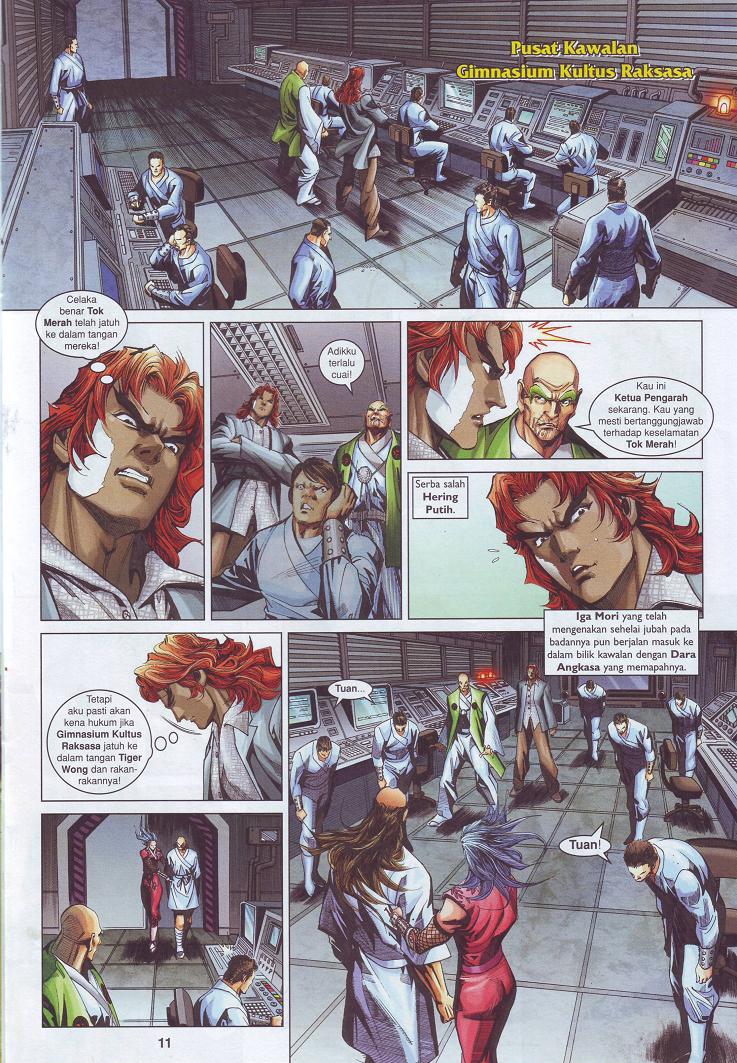 Pusat Kawalan
Gimnasium Kultus Raksasa
Celaka
benar Tok
Merah telah jatuh
ke dalam tangan
mereka!
Adikku
terlalu
cuai!
Kau ini
Ketua Pengarah
sekarang. Kau yang
mesti bertanggungjawab
terhadap keselamatan
Tok Merah!
Serba salah
Hering
Putih.
Tetapi
aku pasti akan
kena hukum jika
Gimnasium Kultus
Raksasa jatuh ke
dalam tangan Tiger
Wong dan rakan-
rakannya!
Iga Mori yang telah
mengenakan sehelai jubah pada
badannya pun berjalan masuk ke
dalam bilik kawalan dengan Dara
Angkasa yang memapahnya.
Tuan...
Tuan!
11